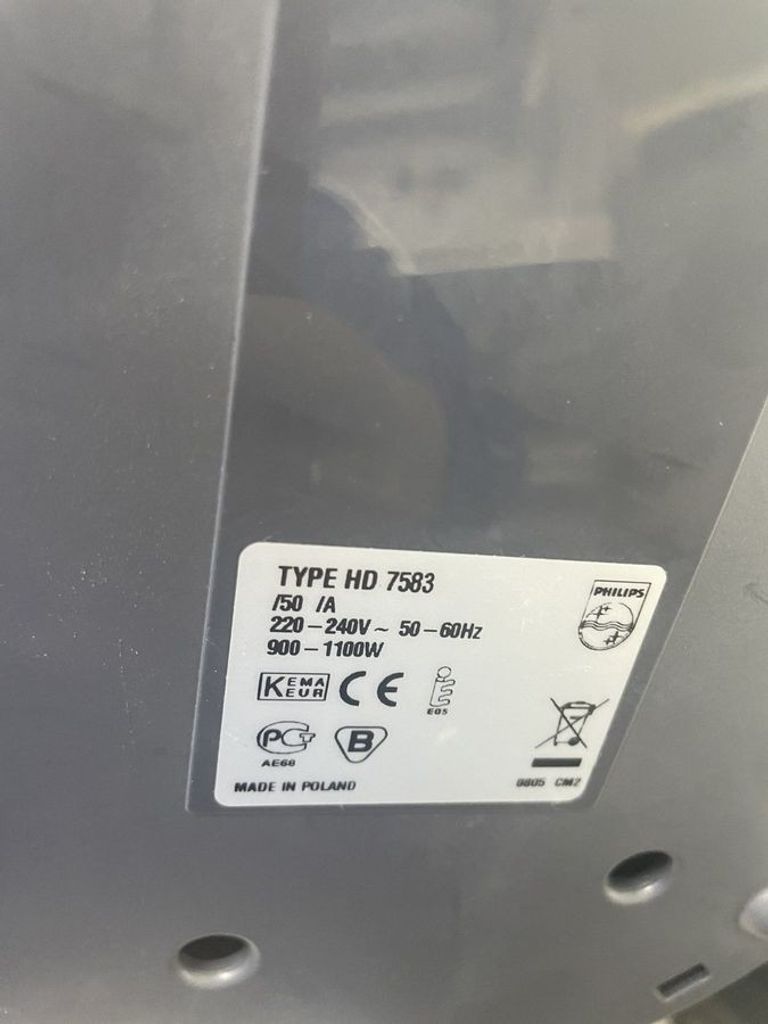 TYPE HD 7583
/50 /A
220–240V ~ 50–60Hz
900–1100W
PHILIPS
KEMA
KEUR
CE
E05
PCT
B
AE68
MADE IN POLAND
0805 CM2